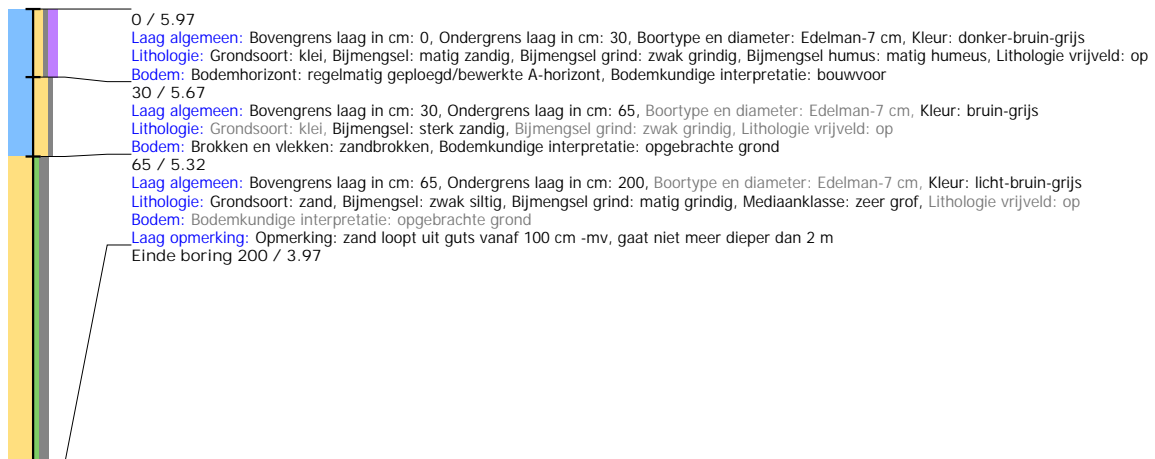 0 / 5.97
Laag algemeen: Bovengrens laag in cm: 0, Ondergrens laag in cm: 30, Boortype en diameter: Edelman-7 cm, Kleur: donker-bruin-grijs
Lithologie: Grondsoort: klei, Bijmengsel: matig zandig, Bijmengsel grind: zwak grindig, Bijmengsel humus: matig humeus, Lithologie vrijveld: op
Bodem: Bodemhorizont: regelmatig geploegd/bewerkte A-horizont, Bodemkundige interpretatie: bouwvoor
30 / 5.67
Laag algemeen: Bovengrens laag in cm: 30, Ondergrens laag in cm: 65, Boortype en diameter: Edelman-7 cm, Kleur: bruin-grijs
Lithologie: Grondsoort: klei, Bijmengsel: sterk zandig, Bijmengsel grind: zwak grindig, Lithologie vrijveld: op
Bodem: Brokken en vlekken: zandbrokken, Bodemkundige interpretatie: opgebrachte grond
65 / 5.32
Laag algemeen: Bovengrens laag in cm: 65, Ondergrens laag in cm: 200, Boortype en diameter: Edelman-7 cm, Kleur: licht-bruin-grijs
Lithologie: Grondsoort: zand, Bijmengsel: zwak siltig, Bijmengsel grind: matig grindig, Mediaanklasse: zeer grof, Lithologie vrijveld: op
Bodem: Bodemkundige interpretatie: opgebrachte grond
Laag opmerking: Opmerking: zand loopt uit guts vanaf 100 cm -mv, gaat niet meer dieper dan 2 m
Einde boring 200 / 3.97